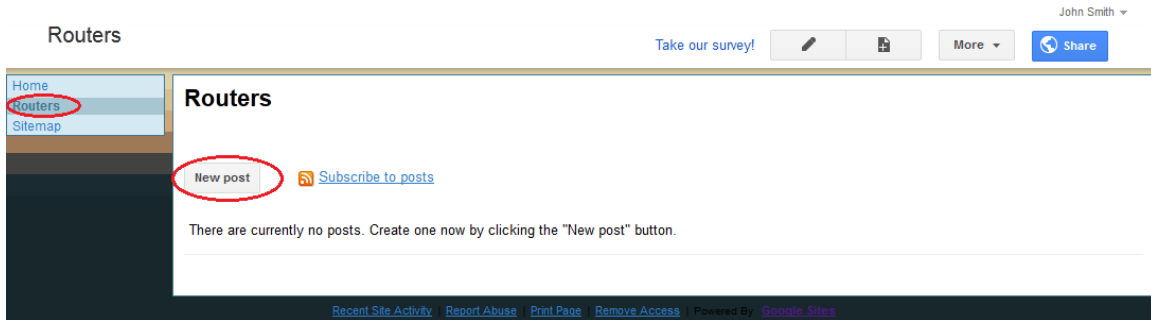 John Smith
Routers
Take our survey!
More
Share
Home
Routers
Sitemap
Routers
New post
Subscribe to posts
There are currently no posts. Create one now by clicking the "New post" button.
Recent Site Activity | Report Abuse | Print Page | Remove Access | Powered By Google Sites